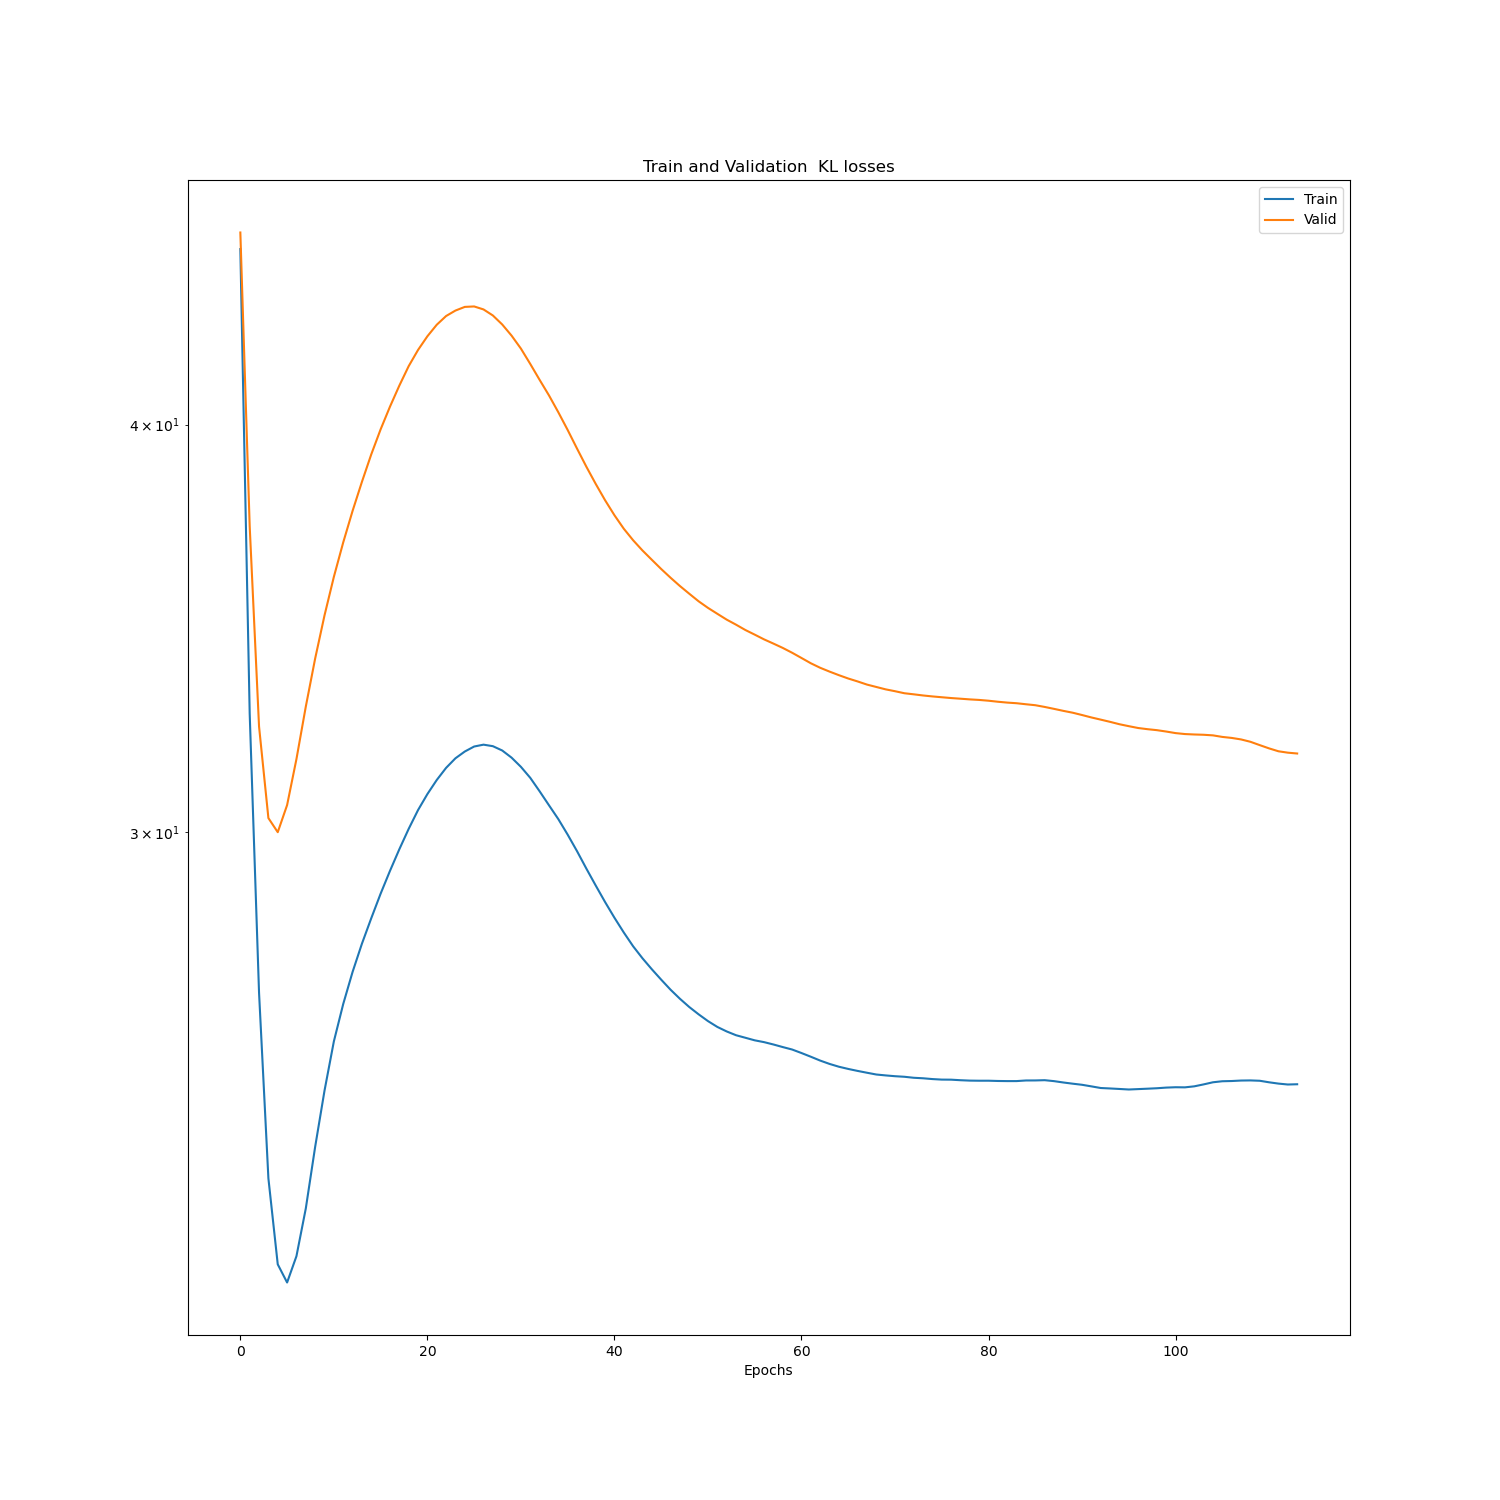 Train and Validation  KL losses
Train
Valid
4 × 10¹
3 × 10¹
0 20 40 60 80 100
Epochs